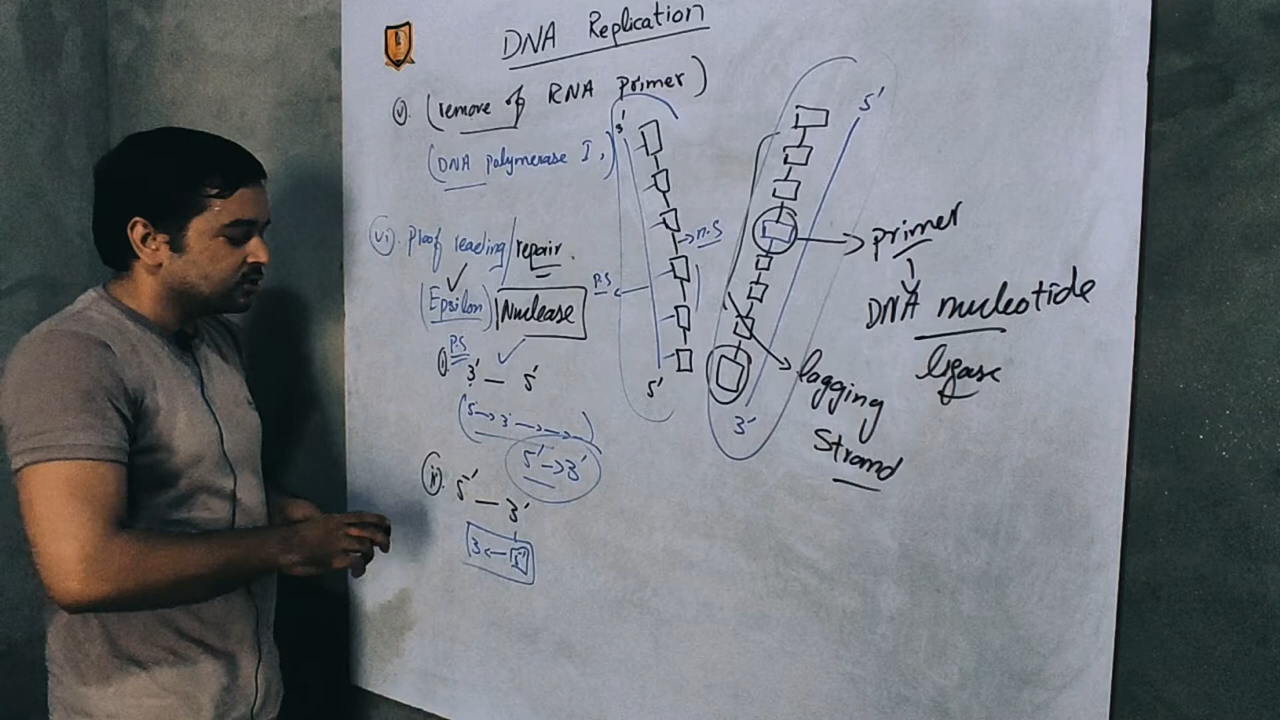 DNA Replication
v. (remove of RNA primer)
(DNA polymerase I,)
vi. Proof reading/repair.
(Epsilon) Nuclease
i) P.S
3' — 5'
(5' → 3' → → →)
5' → 3'
ii). 5' — 3'
3 ← 5'
3'
n.S
P.S
5'
5'
3'
primer
DNA nucleotide
ligase
lagging
Strand